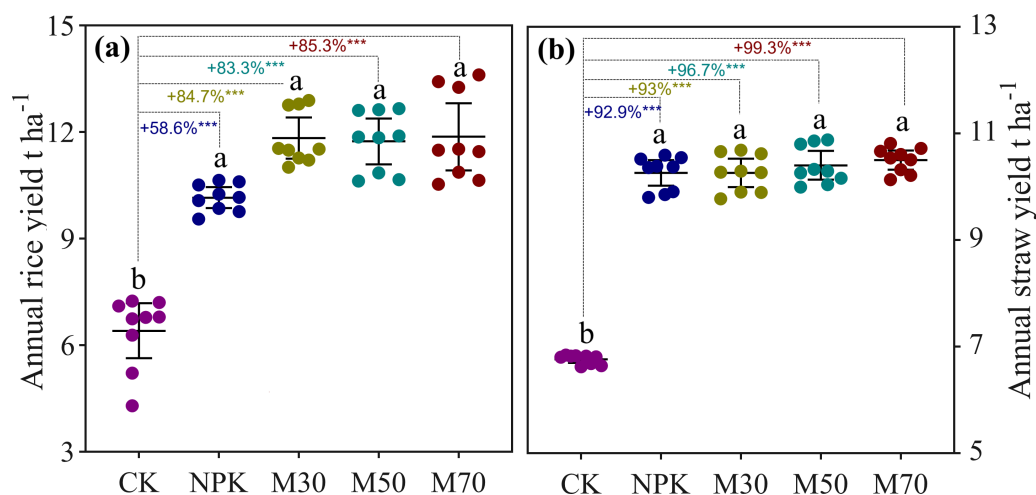 (a)
Annual rice yield t ha⁻¹
15
12
9
6
3
+85.3%***
+83.3%***
+84.7%***
+58.6%***
b
a
a
a
a
CK NPK M30 M50 M70
(b)
+99.3%***
+96.7%***
+93%***
+92.9%***
b
a
a
a
a
CK NPK M30 M50 M70
13
11
9
7
5
Annual straw yield t ha⁻¹